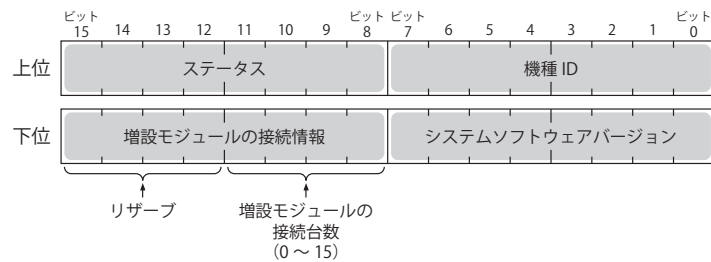 ビット ビット ビット ビット
15 14 13 12 11 10 9 8 7 6 5 4 3 2 1 0
上位 ステータス 機種 ID
下位 増設モジュールの接続情報 システムソフトウェアバージョン
リザーブ 増設モジュールの
接続台数
（0 ～ 15）